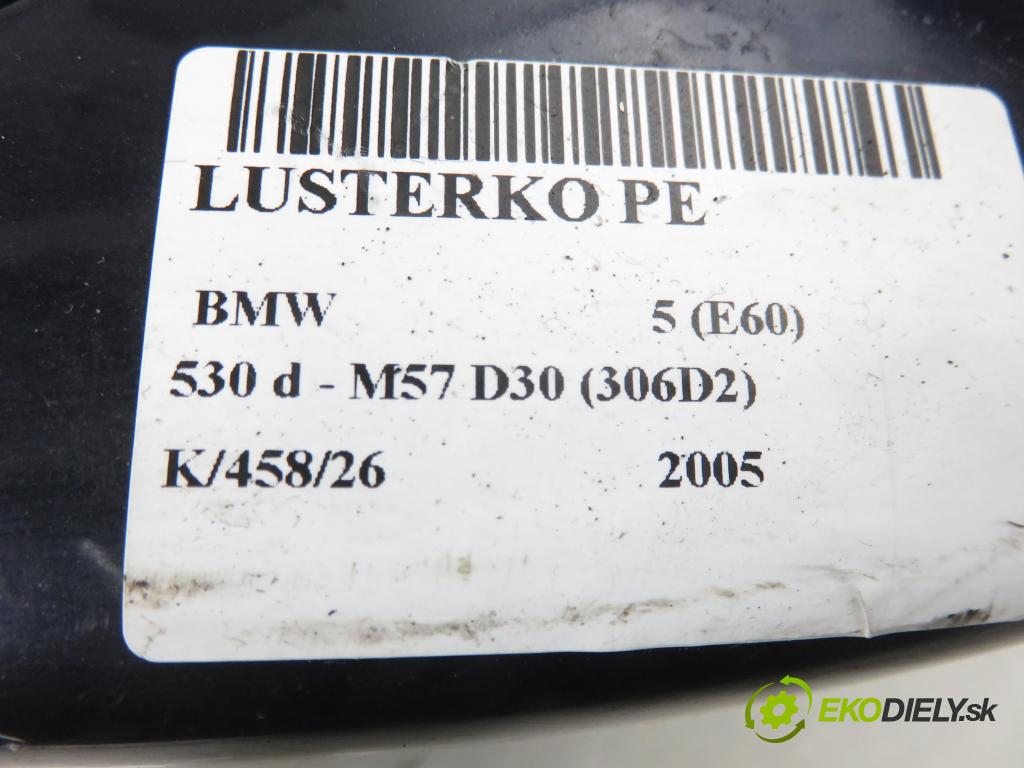 LUSTERKO PE
BMW 5 (E60)
530 d - M57 D30 (306D2)
K/458/26 2005
EKODIELY.sk